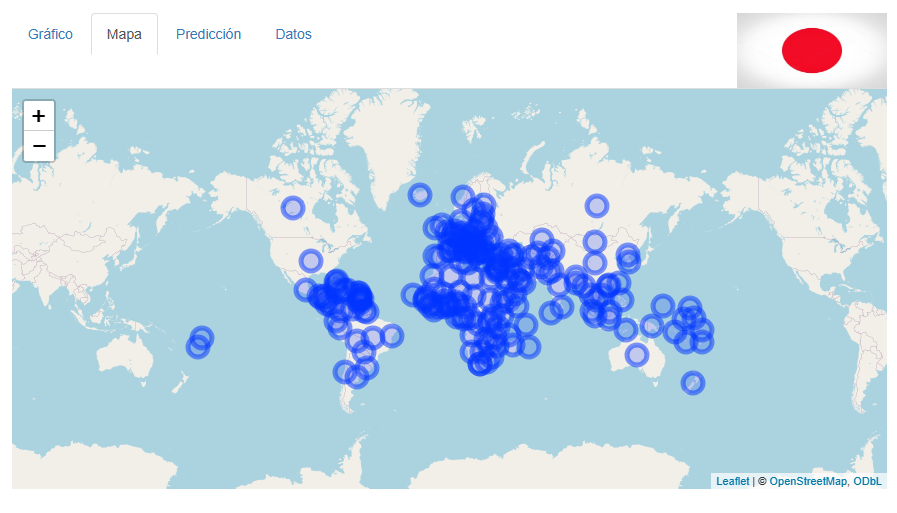 Gráfico Mapa Predicción Datos
+
−
Leaflet | © OpenStreetMap, ODbL